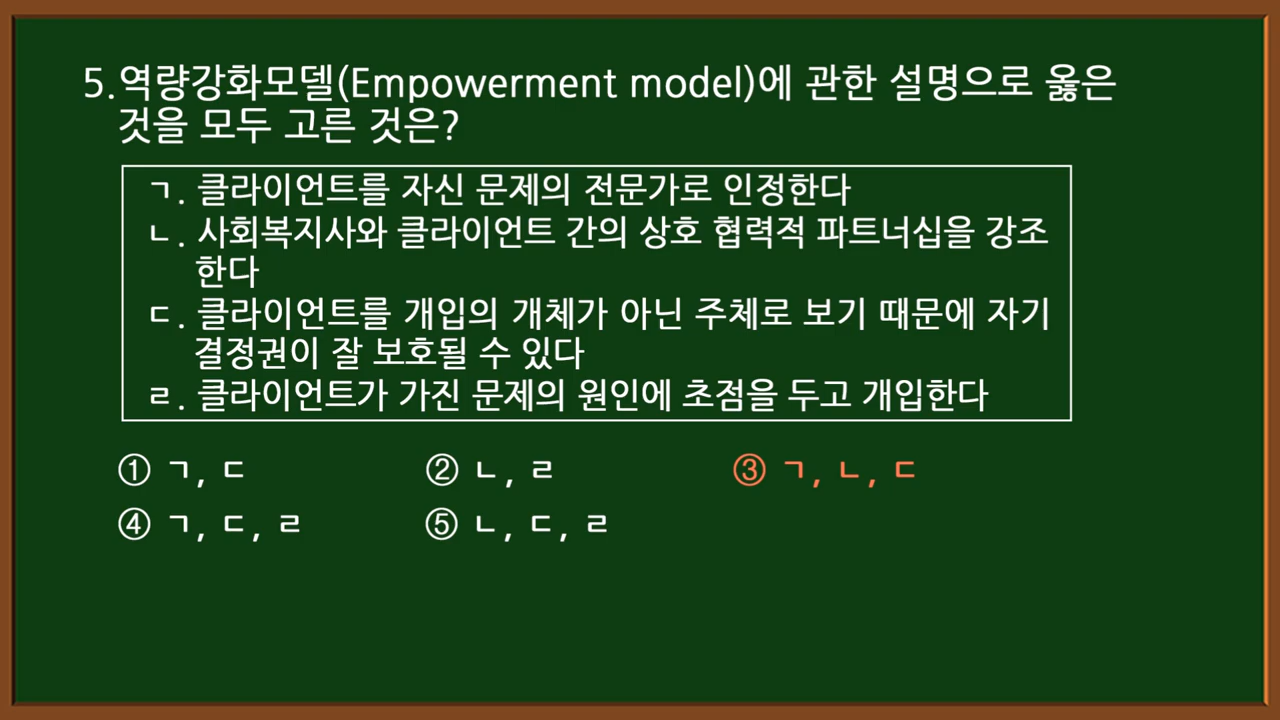 5.역량강화모델(Empowerment model)에 관한 설명으로 옳은
것을 모두 고른 것은?
ㄱ. 클라이언트를 자신 문제의 전문가로 인정한다
ㄴ. 사회복지사와 클라이언트 간의 상호 협력적 파트너십을 강조
한다
ㄷ. 클라이언트를 개입의 개체가 아닌 주체로 보기 때문에 자기
결정권이 잘 보호될 수 있다
ㄹ. 클라이언트가 가진 문제의 원인에 초점을 두고 개입한다
① ㄱ, ㄷ ② ㄴ, ㄹ ③ ㄱ, ㄴ, ㄷ
④ ㄱ, ㄷ, ㄹ ⑤ ㄴ, ㄷ, ㄹ